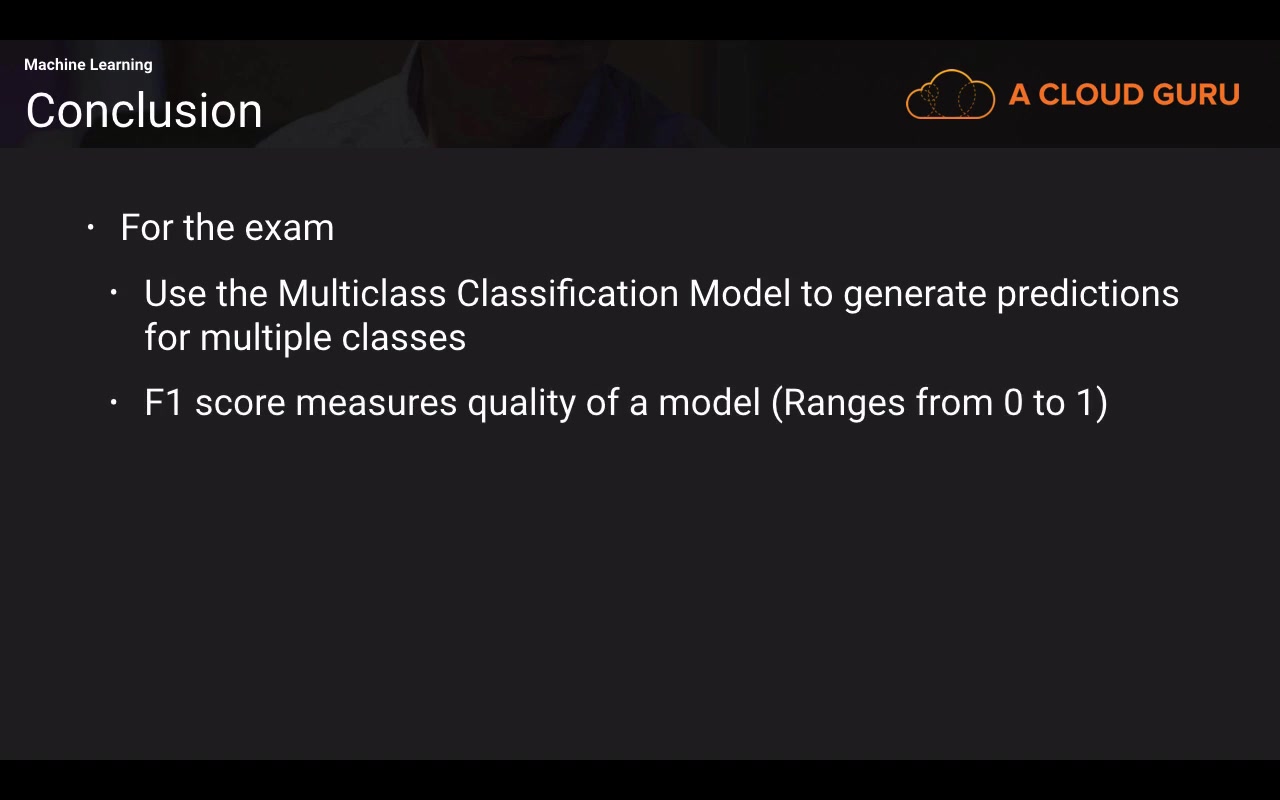 Machine Learning
Conclusion
A CLOUD GURU
· For the exam
· Use the Multiclass Classification Model to generate predictions
for multiple classes
· F1 score measures quality of a model (Ranges from 0 to 1)